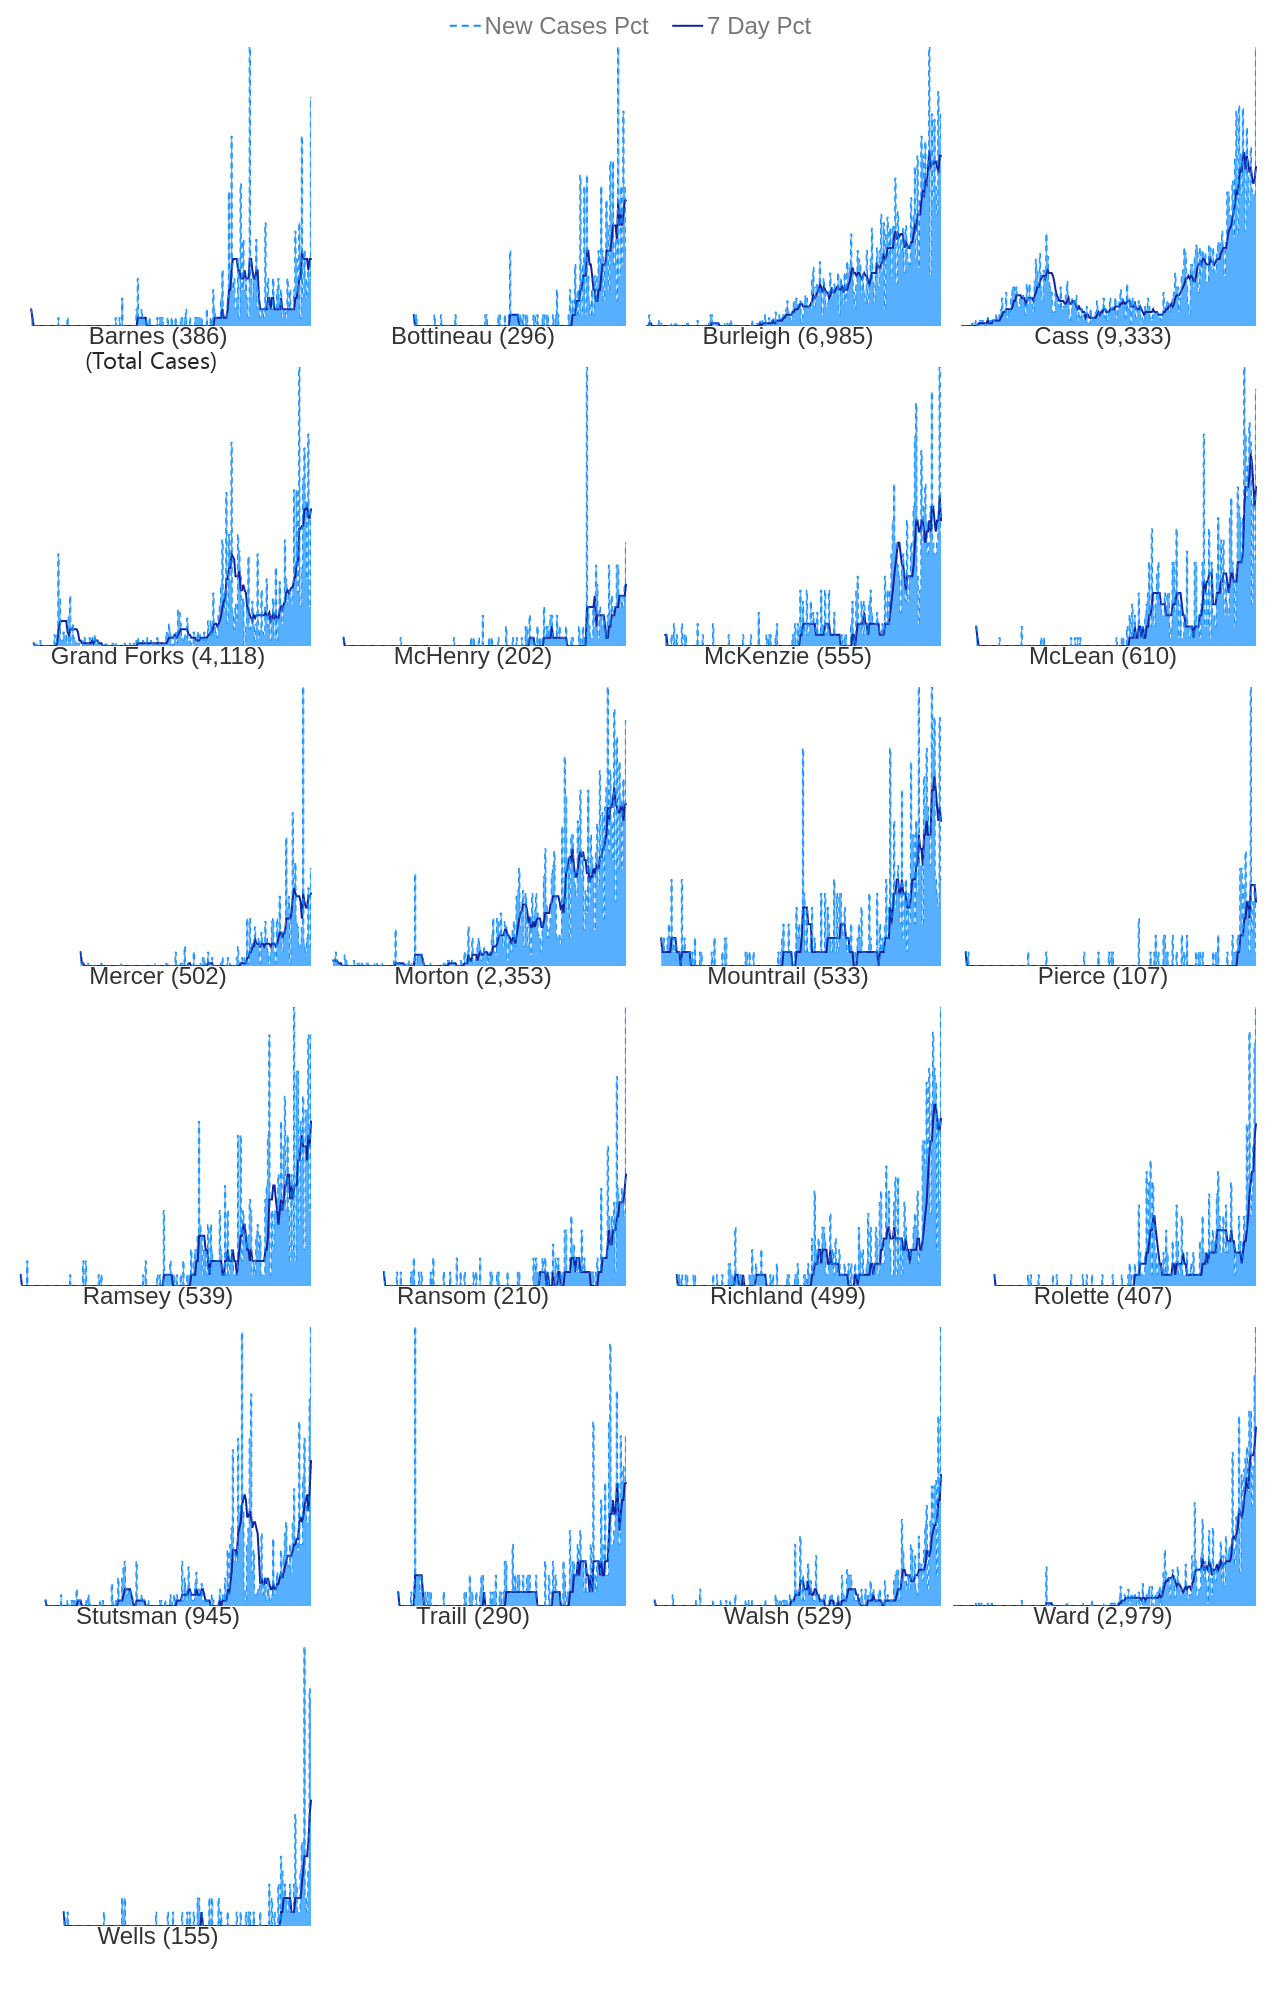 New Cases Pct 7 Day Pct
Barnes (386) Bottineau (296) Burleigh (6,985) Cass (9,333)
(Total Cases)
Grand Forks (4,118) McHenry (202) McKenzie (555) McLean (610)
Mercer (502) Morton (2,353) Mountrail (533) Pierce (107)
Ramsey (539) Ransom (210) Richland (499) Rolette (407)
Stutsman (945) Traill (290) Walsh (529) Ward (2,979)
Wells (155)